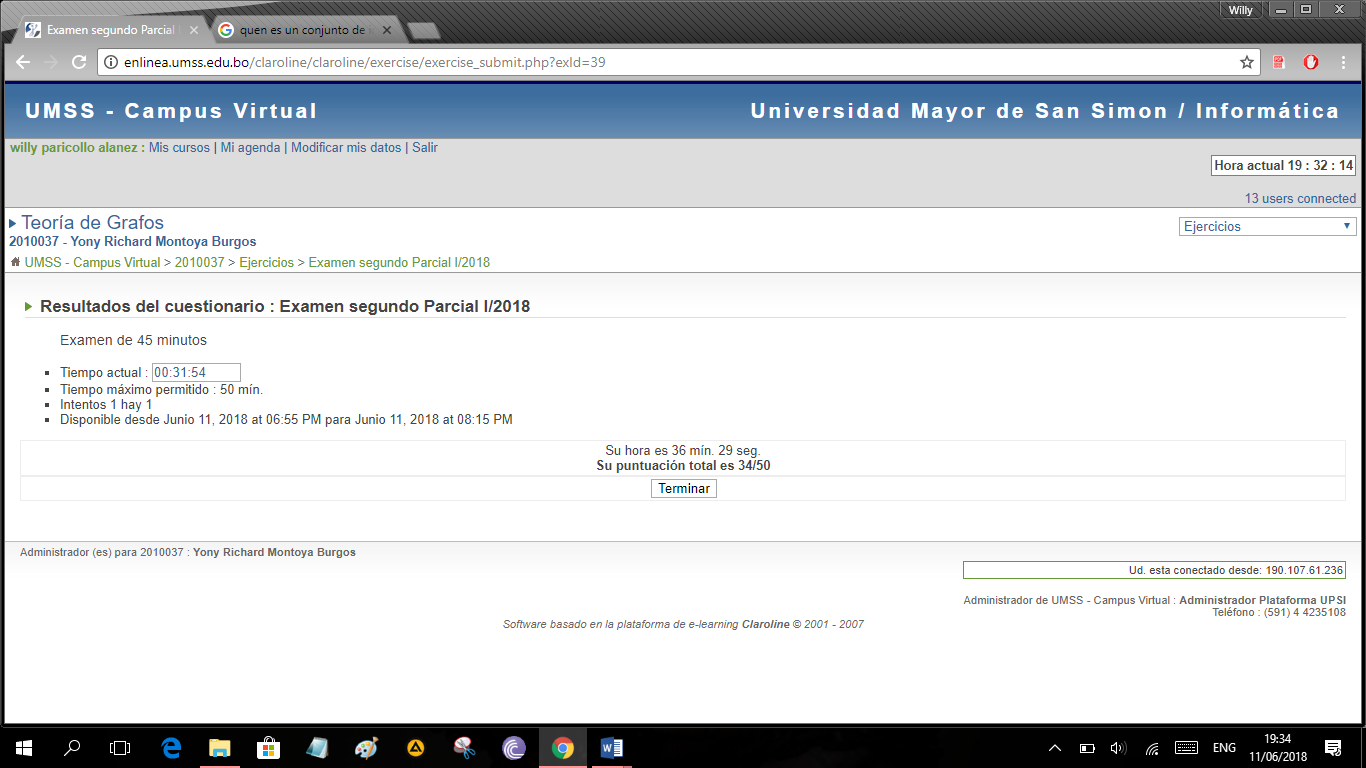 Willy
Examen segundo Parcial
quen es un conjunto de
enlinea.umss.edu.bo/claroline/claroline/exercise/exercise_submit.php?exId=39
UMSS - Campus Virtual
Universidad Mayor de San Simon / Informática
willy paricollo alanez : Mis cursos | Mi agenda | Modificar mis datos | Salir
Hora actual 19 : 32 : 14
13 users connected
Teoría de Grafos
Ejercicios
2010037 - Yony Richard Montoya Burgos
UMSS - Campus Virtual > 2010037 > Ejercicios > Examen segundo Parcial I/2018
Resultados del cuestionario : Examen segundo Parcial I/2018
Examen de 45 minutos
Tiempo actual : 00:31:54
Tiempo máximo permitido : 50 mín.
Intentos 1 hay 1
Disponible desde Junio 11, 2018 at 06:55 PM para Junio 11, 2018 at 08:15 PM
Su hora es 36 mín. 29 seg.
Su puntuación total es 34/50
Terminar
Administrador (es) para 2010037 : Yony Richard Montoya Burgos
Ud. esta conectado desde: 190.107.61.236
Administrador de UMSS - Campus Virtual : Administrador Plataforma UPSI
Teléfono : (591) 4 4235108
Software basado en la plataforma de e-learning Claroline © 2001 - 2007
ENG
19:34
11/06/2018